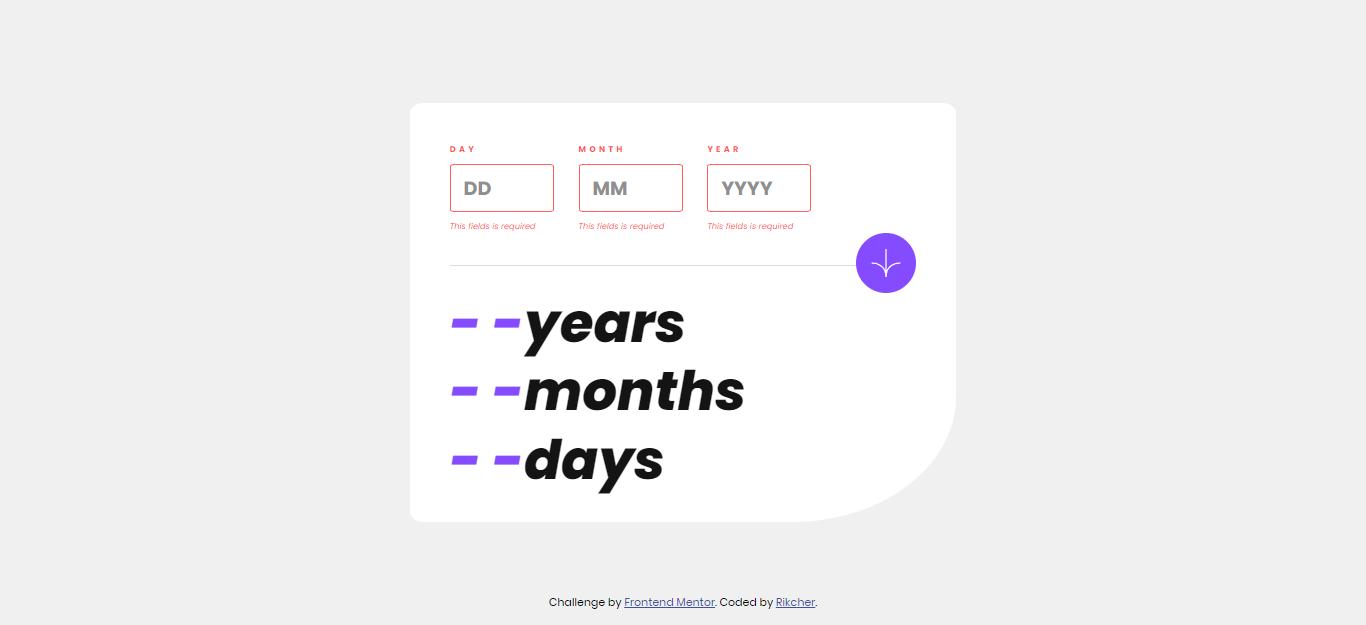 DAY MONTH YEAR
DD MM YYYY
This fields is required This fields is required This fields is required
- -years
- -months
- -days
Challenge by Frontend Mentor. Coded by Rikcher.